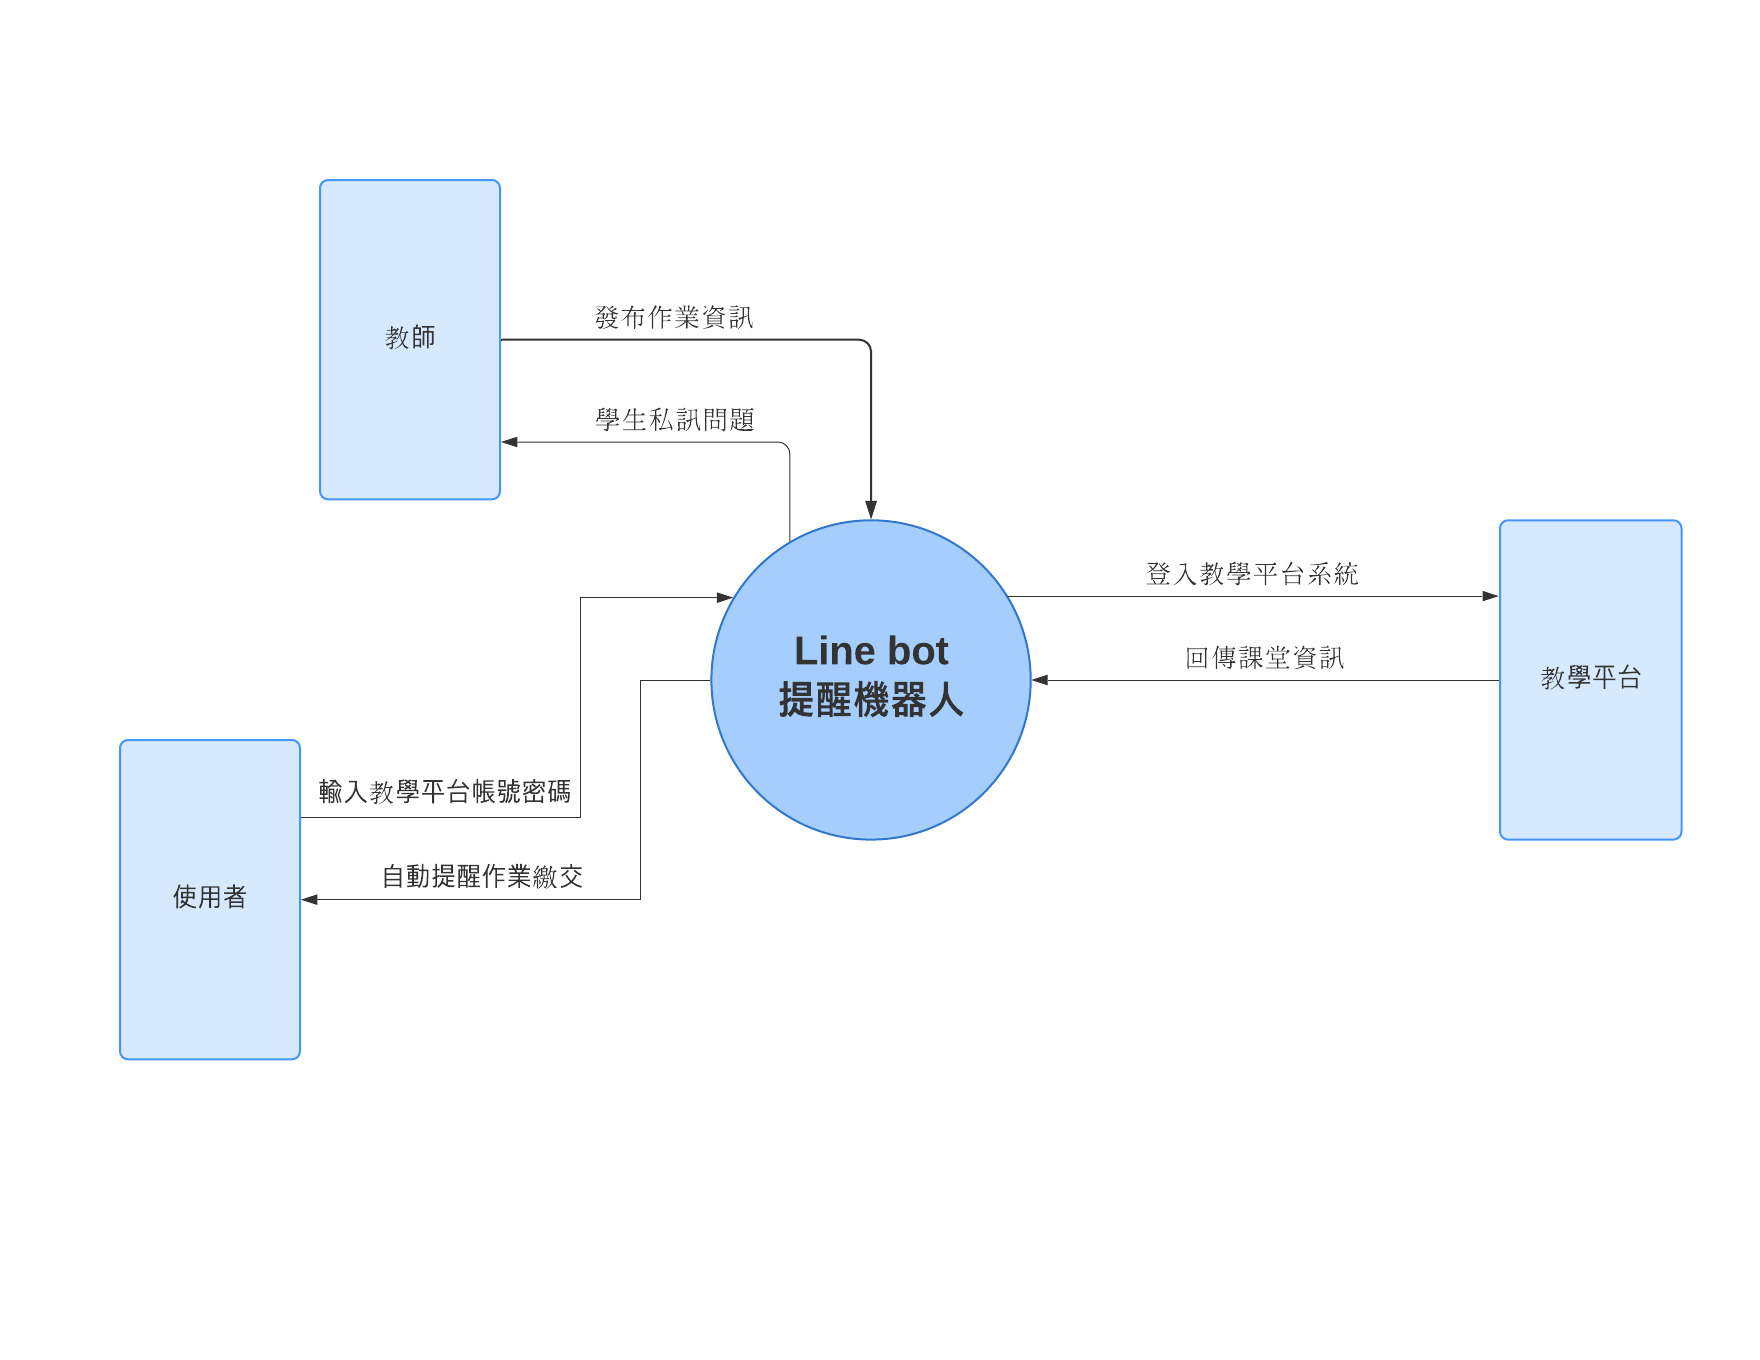 發布作業資訊
教師
學生私訊問題
登入教學平台系統
Line bot
提醒機器人
回傳課堂資訊
教學平台
輸入教學平台帳號密碼
自動提醒作業繳交
使用者